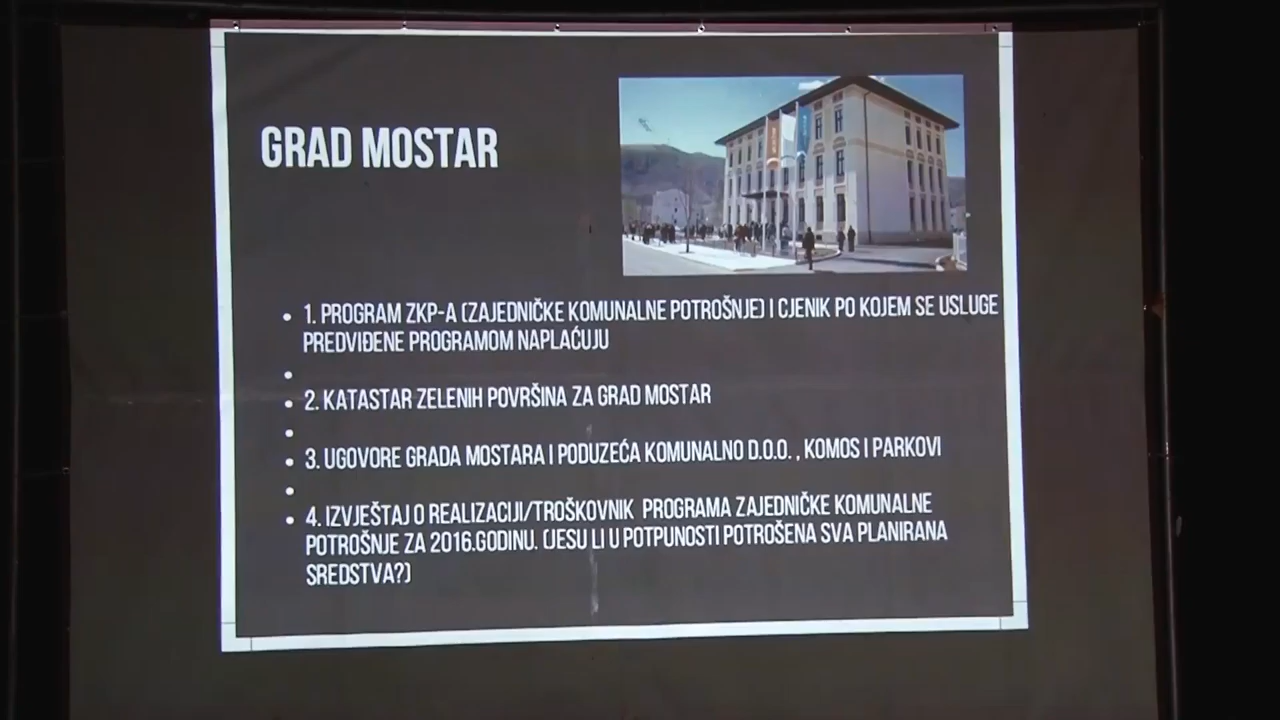 GRAD MOSTAR
• 1. PROGRAM ZKP-A (ZAJEDNIČKE KOMUNALNE POTROŠNJE) I CJENIK PO KOJEM SE USLUGE
PREDVIĐENE PROGRAMOM NAPLAĆUJU
•
• 2. KATASTAR ZELENIH POVRŠINA ZA GRAD MOSTAR
•
• 3. UGOVORE GRADA MOSTARA I PODUZEĆA KOMUNALNO D.O.O. , KOMOS I PARKOVI
•
• 4. IZVJEŠTAJ O REALIZACIJI/TROŠKOVNIK PROGRAMA ZAJEDNIČKE KOMUNALNE
POTROŠNJE ZA 2016.GODINU. (JESU LI U POTPUNOSTI POTROŠENA SVA PLANIRANA
SREDSTVA?)